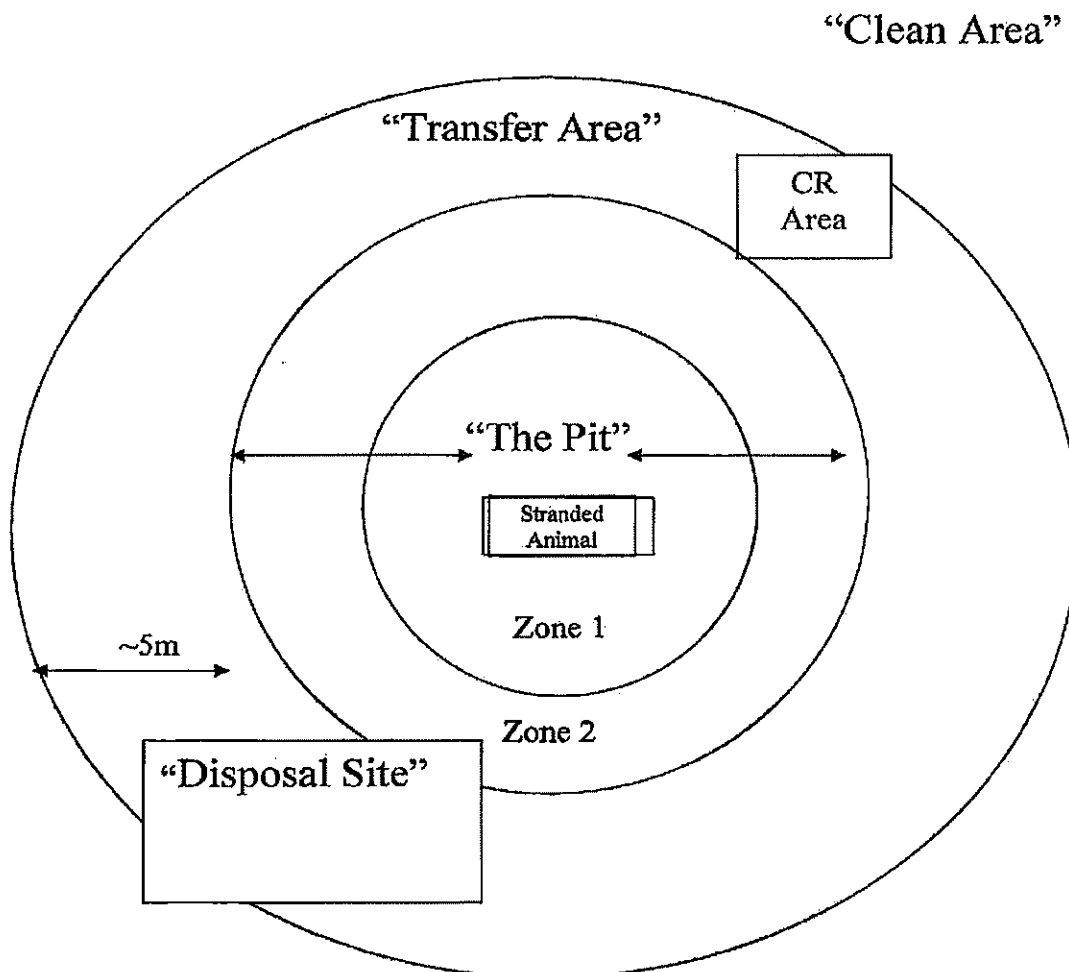 “Clean Area”
“Transfer Area”
CR
Area
“The Pit”
Stranded
Animal
Zone 1
~5m
Zone 2
“Disposal Site”